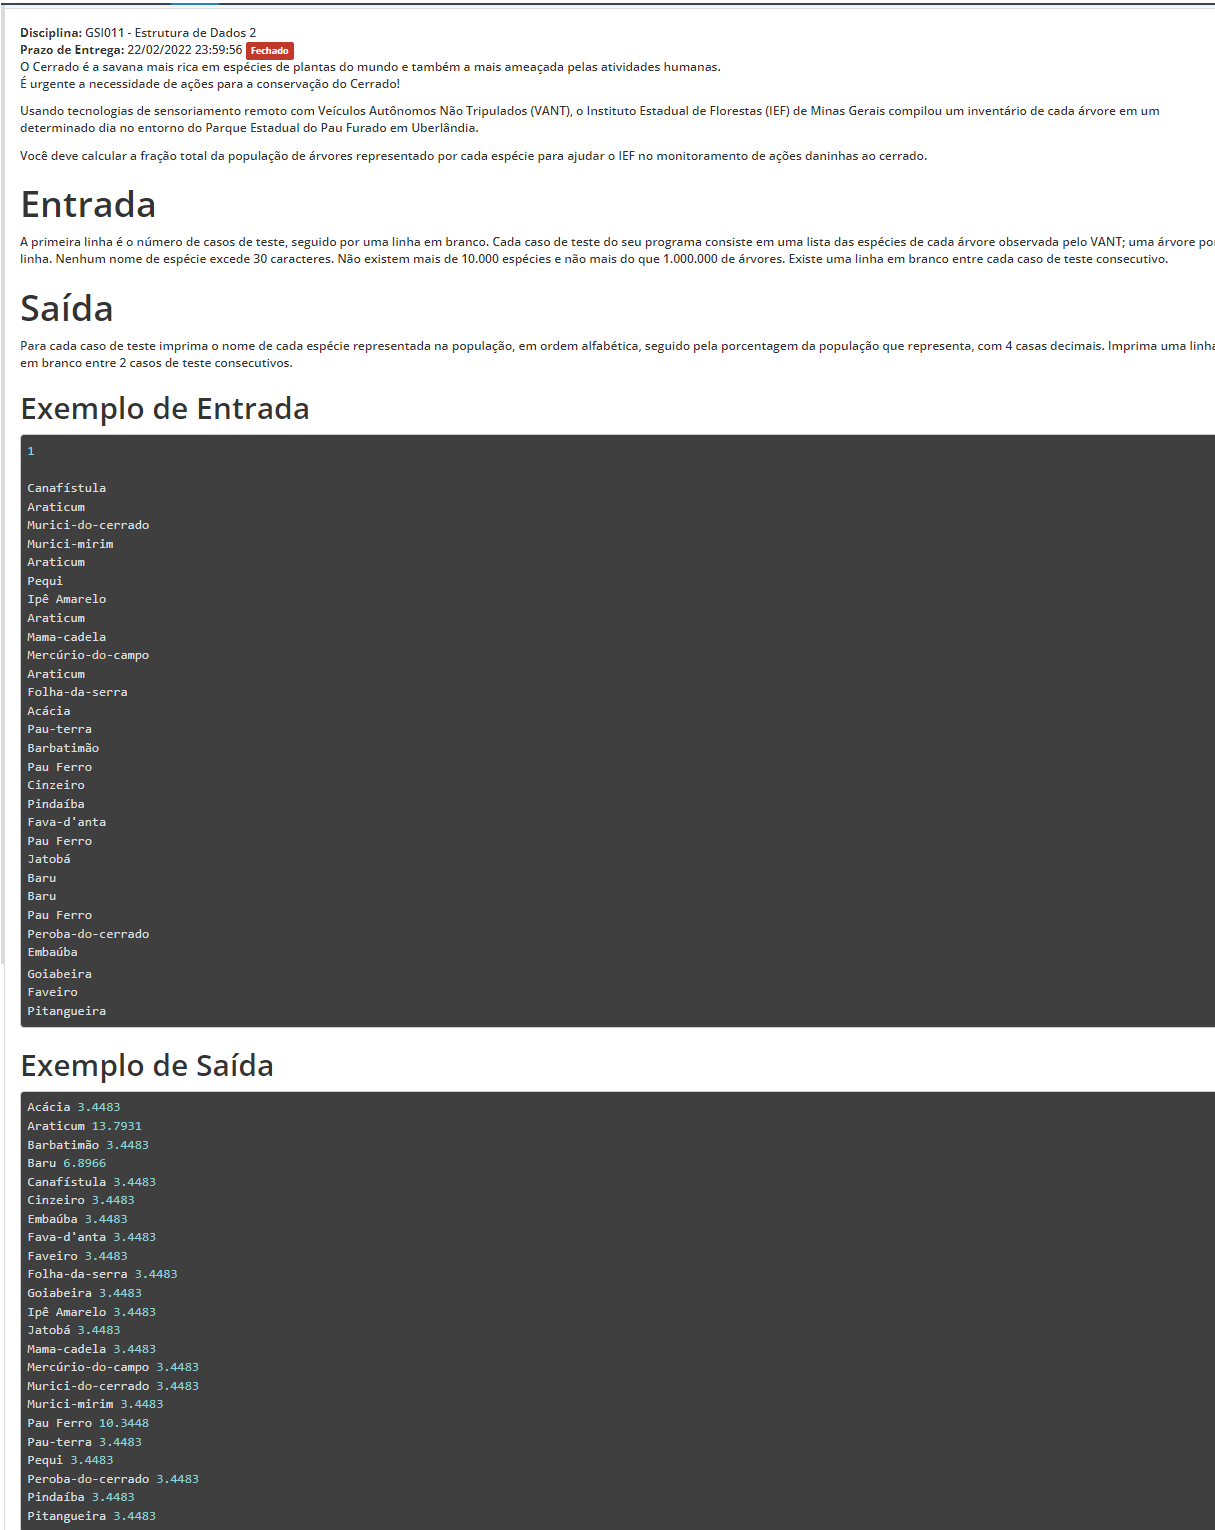 Disciplina: GSI011 - Estrutura de Dados 2
Prazo de Entrega: 22/02/2022 23:59:56 Fechado
O Cerrado é a savana mais rica em espécies de plantas do mundo e também a mais ameaçada pelas atividades humanas.
É urgente a necessidade de ações para a conservação do Cerrado!
Usando tecnologias de sensoriamento remoto com Veículos Autônomos Não Tripulados (VANT), o Instituto Estadual de Florestas (IEF) de Minas Gerais compilou um inventário de cada árvore em um
determinado dia no entorno do Parque Estadual do Pau Furado em Uberlândia.
Você deve calcular a fração total da população de árvores representado por cada espécie para ajudar o IEF no monitoramento de ações daninhas ao cerrado.
Entrada
A primeira linha é o número de casos de teste, seguido por uma linha em branco. Cada caso de teste do seu programa consiste em uma lista das espécies de cada árvore observada pelo VANT; uma árvore por
linha. Nenhum nome de espécie excede 30 caracteres. Não existem mais de 10.000 espécies e não mais do que 1.000.000 de árvores. Existe uma linha em branco entre cada caso de teste consecutivo.
Saída
Para cada caso de teste imprima o nome de cada espécie representada na população, em ordem alfabética, seguido pela porcentagem da população que representa, com 4 casas decimais. Imprima uma linha
em branco entre 2 casos de teste consecutivos.
Exemplo de Entrada
1
Canafístula
Araticum
Murici-do-cerrado
Murici-mirim
Araticum
Pequi
Ipê Amarelo
Araticum
Mama-cadela
Mercúrio-do-campo
Araticum
Folha-da-serra
Acácia
Pau-terra
Barbatimão
Pau Ferro
Cinzeiro
Pindaíba
Fava-d'anta
Pau Ferro
Jatobá
Baru
Baru
Pau Ferro
Peroba-do-cerrado
Embaúba
Goiabeira
Faveiro
Pitangueira
Exemplo de Saída
Acácia 3.4483
Araticum 13.7931
Barbatimão 3.4483
Baru 6.8966
Canafístula 3.4483
Cinzeiro 3.4483
Embaúba 3.4483
Fava-d'anta 3.4483
Faveiro 3.4483
Folha-da-serra 3.4483
Goiabeira 3.4483
Ipê Amarelo 3.4483
Jatobá 3.4483
Mama-cadela 3.4483
Mercúrio-do-campo 3.4483
Murici-do-cerrado 3.4483
Murici-mirim 3.4483
Pau Ferro 10.3448
Pau-terra 3.4483
Pequi 3.4483
Peroba-do-cerrado 3.4483
Pindaíba 3.4483
Pitangueira 3.4483